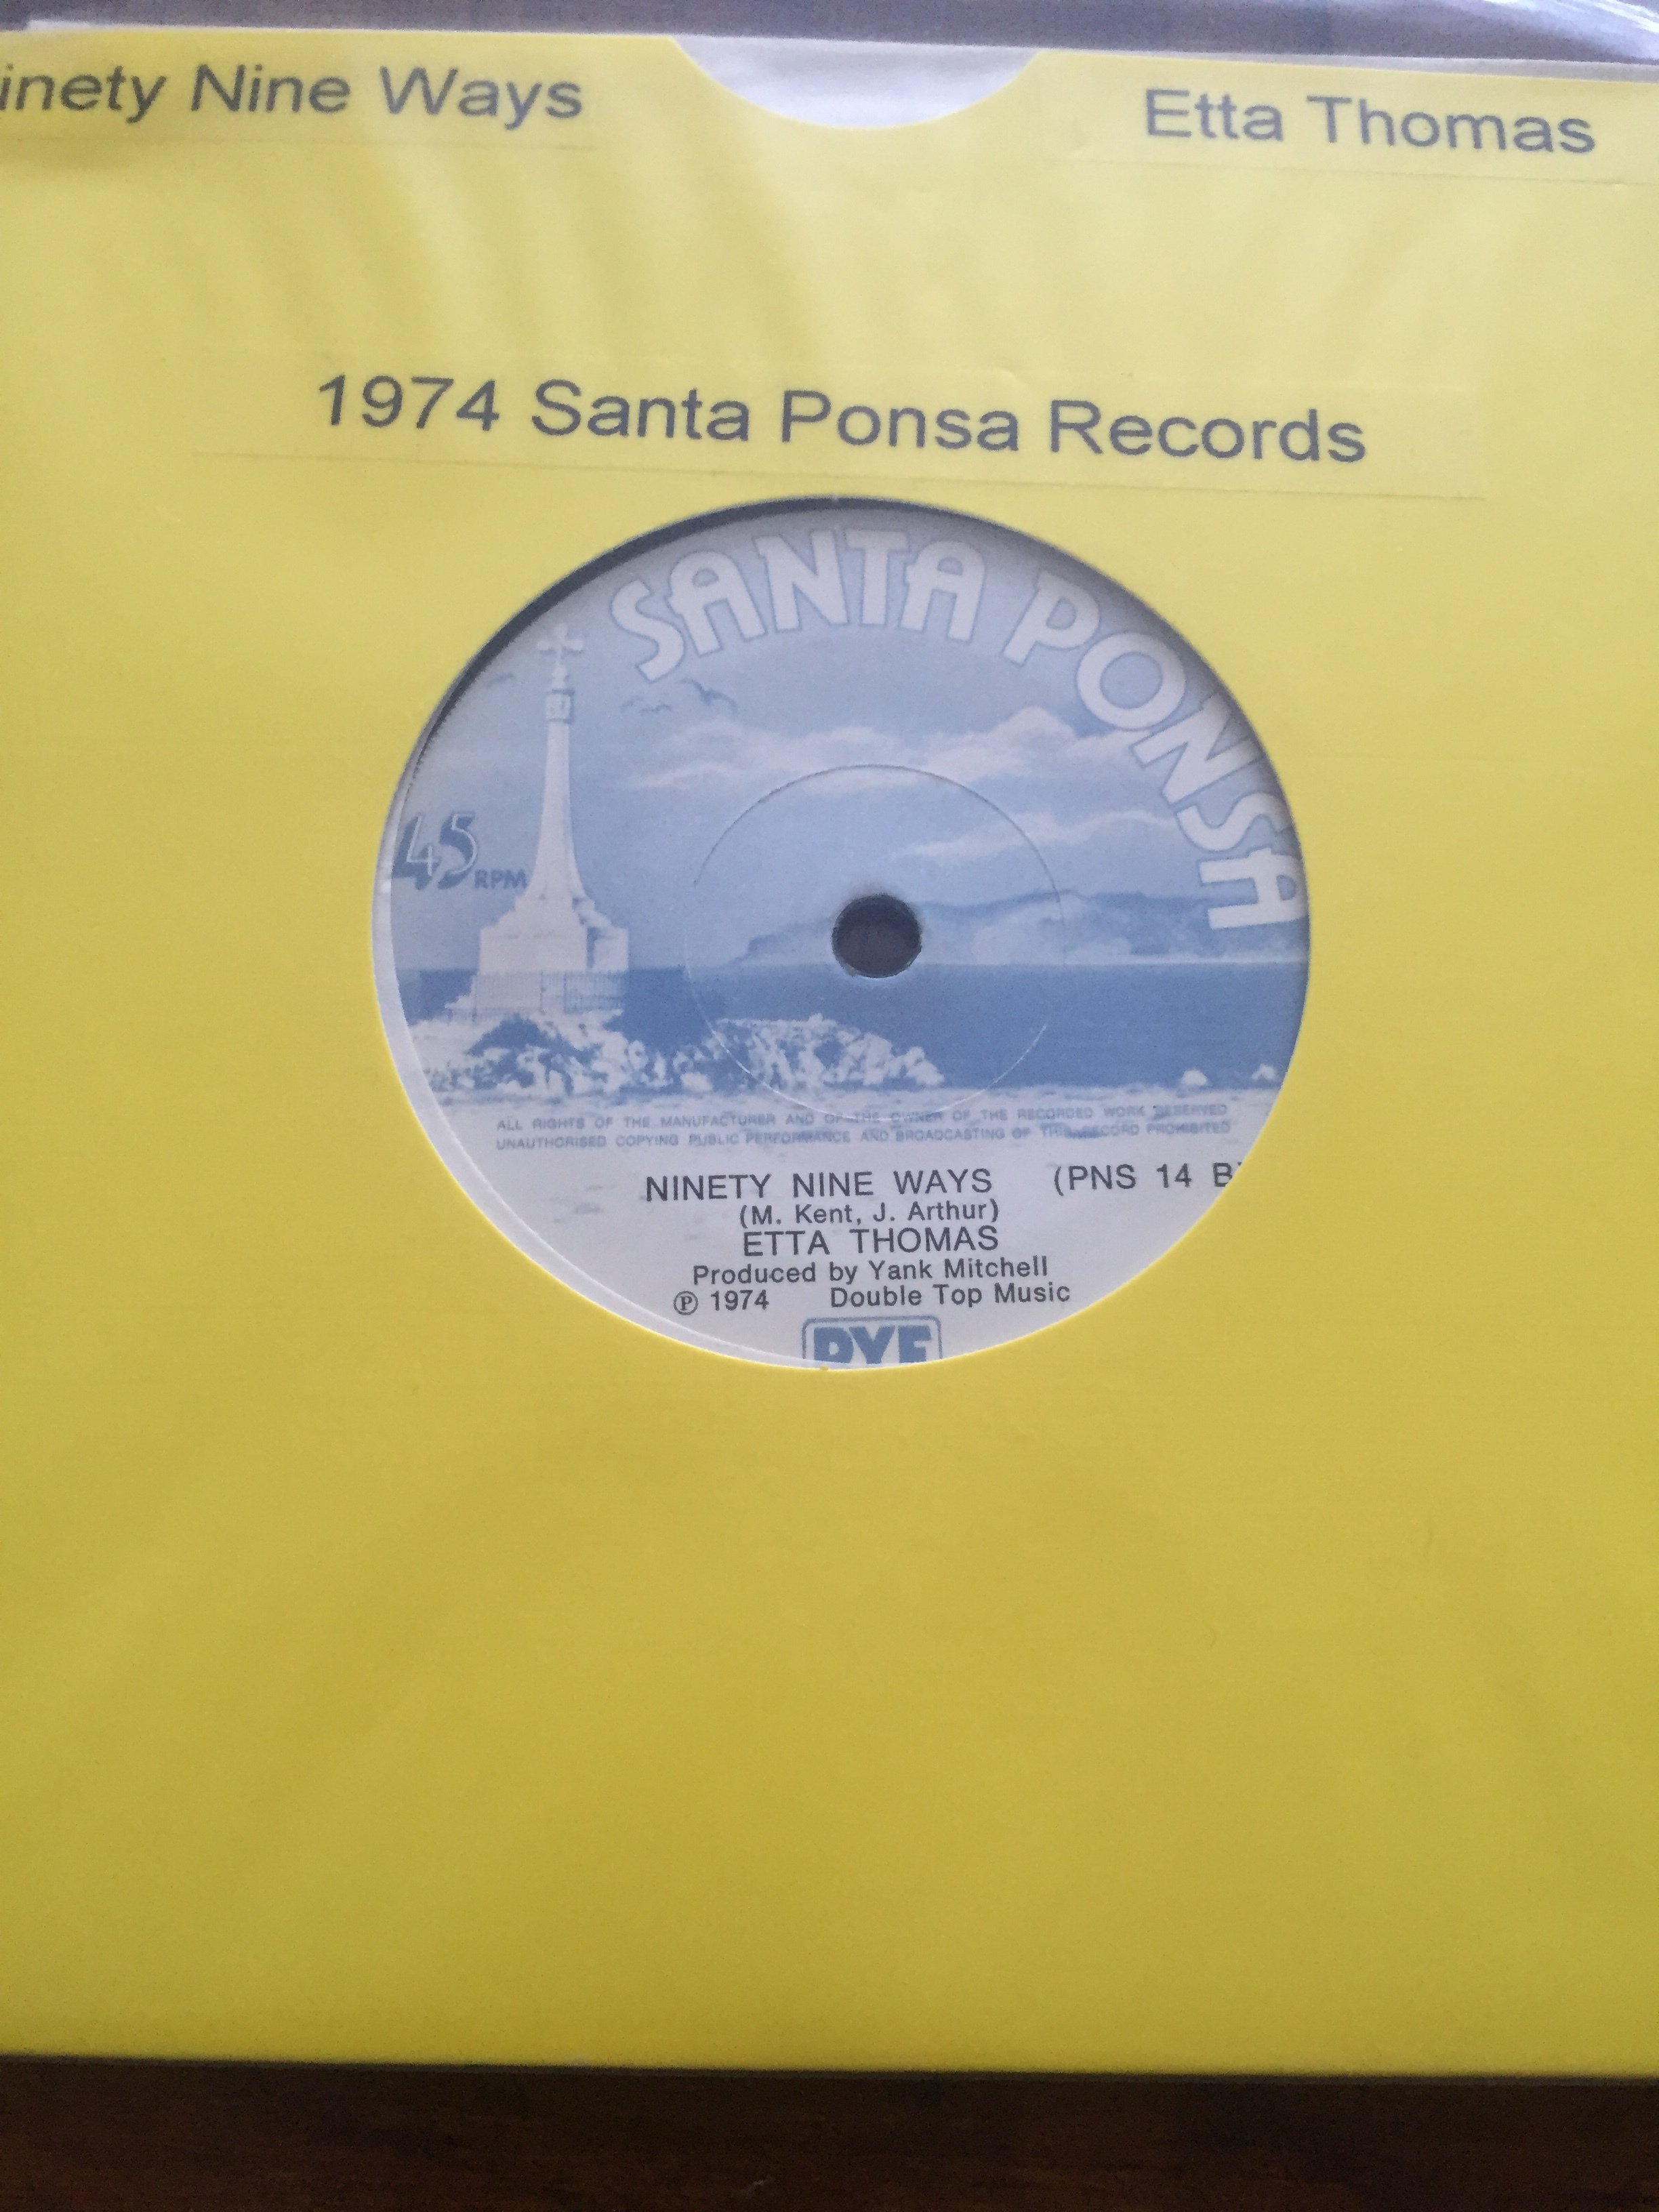 inety Nine Ways
Etta Thomas
1974 Santa Ponsa Records
SANTA PONSA
45 RPM
ALL RIGHTS OF THE MANUFACTURER AND OF THE OWNER OF THE RECORDED WORK RESERVED
UNAUTHORISED COPYING PUBLIC PERFORMANCE AND BROADCASTING OF THIS RECORD PROHIBITED
NINETY NINE WAYS (PNS 14 B)
(M. Kent, J. Arthur)
ETTA THOMAS
Produced by Yank Mitchell
℗ 1974 Double Top Music
PYE